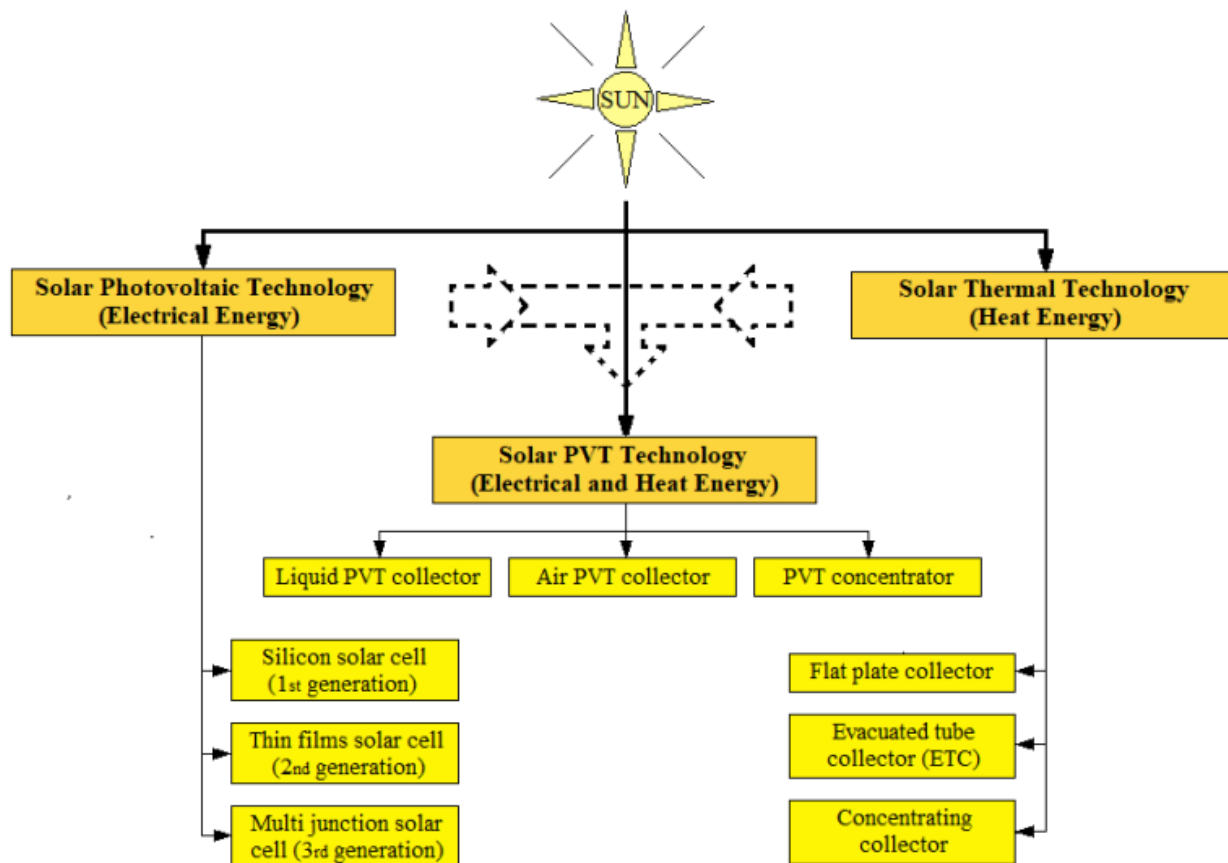 SUN
Solar Photovoltaic Technology
(Electrical Energy)
Solar Thermal Technology
(Heat Energy)
Solar PVT Technology
(Electrical and Heat Energy)
Liquid PVT collector
Air PVT collector
PVT concentrator
Silicon solar cell
(1st generation)
Thin films solar cell
(2nd generation)
Multi junction solar
cell (3rd generation)
Flat plate collector
Evacuated tube
collector (ETC)
Concentrating
collector